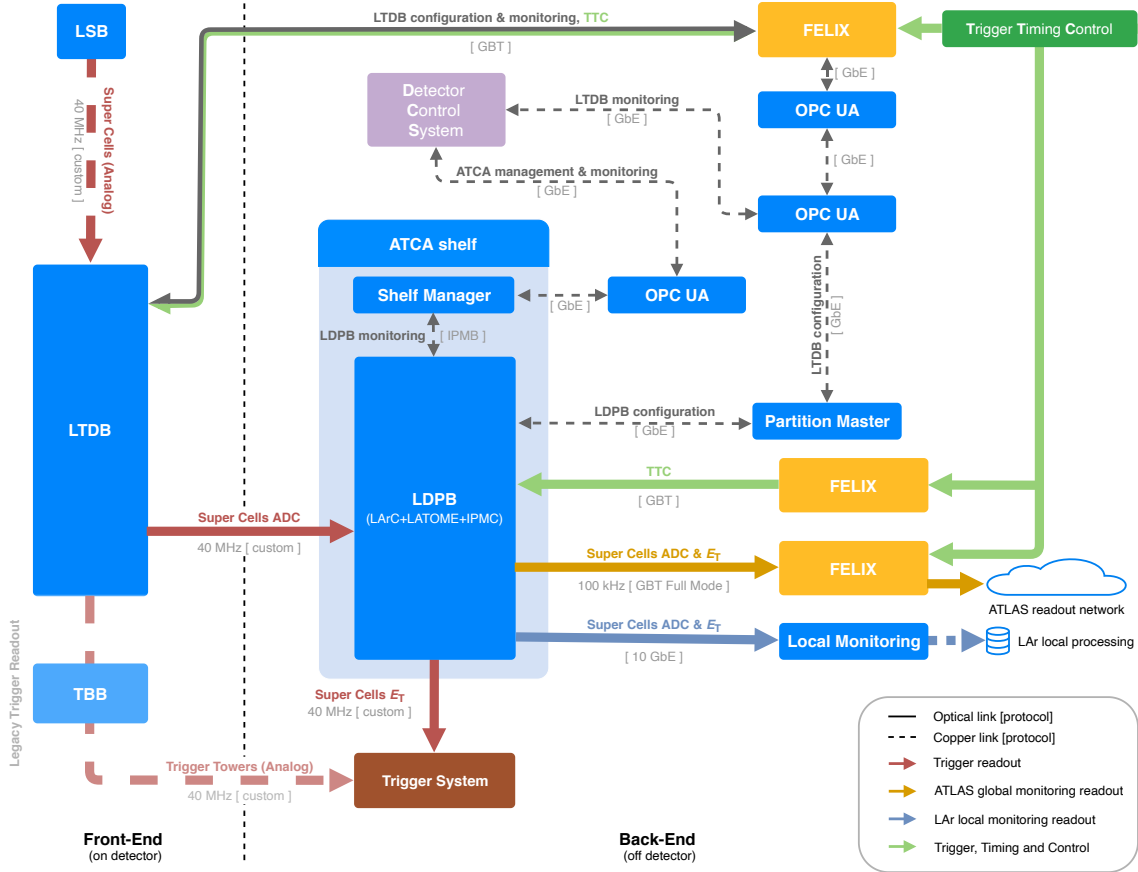 LSB
LTDB configuration & monitoring, TTC
[ GBT ]
FELIX
Trigger Timing Control
[ GbE ]
Detector
Control
System
LTDB monitoring
[ GbE ]
OPC UA
[ GbE ]
Super Cells (Analog)
40 MHz [ custom ]
ATCA management & monitoring
[ GbE ]
OPC UA
ATCA shelf
Shelf Manager
[ GbE ]
OPC UA
LTDB configuration
[ GbE ]
LDPB monitoring
[ IPMB ]
LTDB
LDPB configuration
[ GbE ]
Partition Master
TTC
[ GBT ]
FELIX
LDPB
(LArC+LATOME+IPMC)
Super Cells ADC
40 MHz [ custom ]
Super Cells ADC & ET
100 kHz [ GBT Full Mode ]
FELIX
ATLAS readout network
Super Cells ADC & ET
[ 10 GbE ]
Local Monitoring
LAr local processing
Legacy Trigger Readout
TBB
Super Cells ET
40 MHz [ custom ]
Trigger Towers (Analog)
40 MHz [ custom ]
Trigger System
Optical link [protocol]
Copper link [protocol]
Trigger readout
ATLAS global monitoring readout
LAr local monitoring readout
Trigger, Timing and Control
Front-End
(on detector)
Back-End
(off detector)